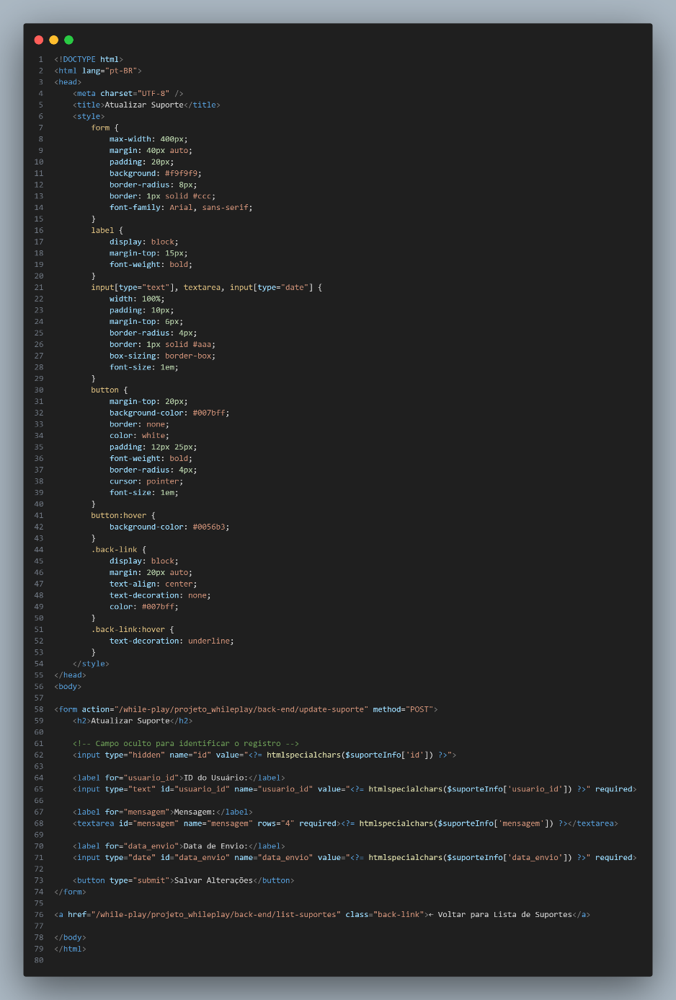 1 <!DOCTYPE html>
2 <html lang="pt-BR">
3 <head>
4     <meta charset="UTF-8" />
5     <title>Atualizar Suporte</title>
6     <style>
7         form {
8             max-width: 400px;
9             margin: 40px auto;
10             padding: 20px;
11             background: #f9f9f9;
12             border-radius: 8px;
13             border: 1px solid #ccc;
14             font-family: Arial, sans-serif;
15         }
16         label {
17             display: block;
18             margin-top: 15px;
19             font-weight: bold;
20         }
21         input[type="text"], textarea, input[type="date"] {
22             width: 100%;
23             padding: 10px;
24             margin-top: 6px;
25             border-radius: 4px;
26             border: 1px solid #aaa;
27             box-sizing: border-box;
28             font-size: 1em;
29         }
30         button {
31             margin-top: 20px;
32             background-color: #007bff;
33             border: none;
34             color: white;
35             padding: 12px 25px;
36             font-weight: bold;
37             border-radius: 4px;
38             cursor: pointer;
39             font-size: 1em;
40         }
41         button:hover {
42             background-color: #0056b3;
43         }
44         .back-link {
45             display: block;
46             margin: 20px auto;
47             text-align: center;
48             text-decoration: none;
49             color: #007bff;
50         }
51         .back-link:hover {
52             text-decoration: underline;
53         }
54     </style>
55 </head>
56 <body>
57
58 <form action="/while-play/projeto_whileplay/back-end/update-suporte" method="POST">
59     <h2>Atualizar Suporte</h2>
60
61     <!-- Campo oculto para identificar o registro -->
62     <input type="hidden" name="id" value="<?= htmlspecialchars($suporteInfo['id']) ?>">
63
64     <label for="usuario_id">ID do Usuário:</label>
65     <input type="text" id="usuario_id" name="usuario_id" value="<?= htmlspecialchars($suporteInfo['usuario_id']) ?>" required>
66
67     <label for="mensagem">Mensagem:</label>
68     <textarea id="mensagem" name="mensagem" rows="4" required><?= htmlspecialchars($suporteInfo['mensagem']) ?></textarea>
69
70     <label for="data_envio">Data de Envio:</label>
71     <input type="date" id="data_envio" name="data_envio" value="<?= htmlspecialchars($suporteInfo['data_envio']) ?>" required>
72
73     <button type="submit">Salvar Alterações</button>
74 </form>
75
76 <a href="/while-play/projeto_whileplay/back-end/list-suportes" class="back-link">← Voltar para Lista de Suportes</a>
77
78 </body>
79 </html>
80